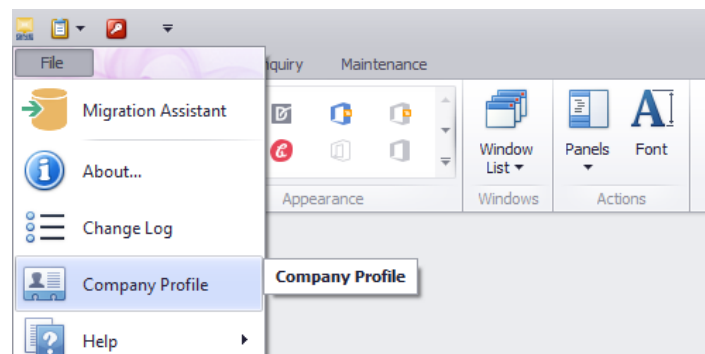 File
nquiry
Maintenance
Migration Assistant
About...
Change Log
Company Profile
Help
Company Profile
Appearance
Window
List
Windows
Panels
Font
Actions